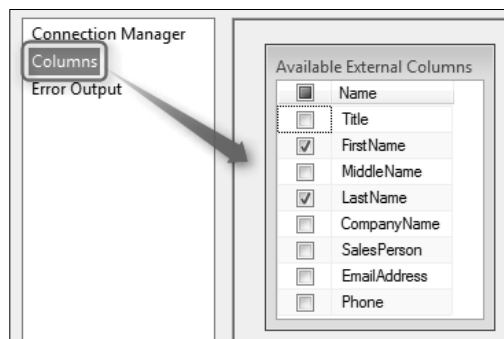 Connection Manager
Columns
Error Output
Available External Columns
Name
Title
FirstName
MiddleName
LastName
CompanyName
SalesPerson
EmailAddress
Phone